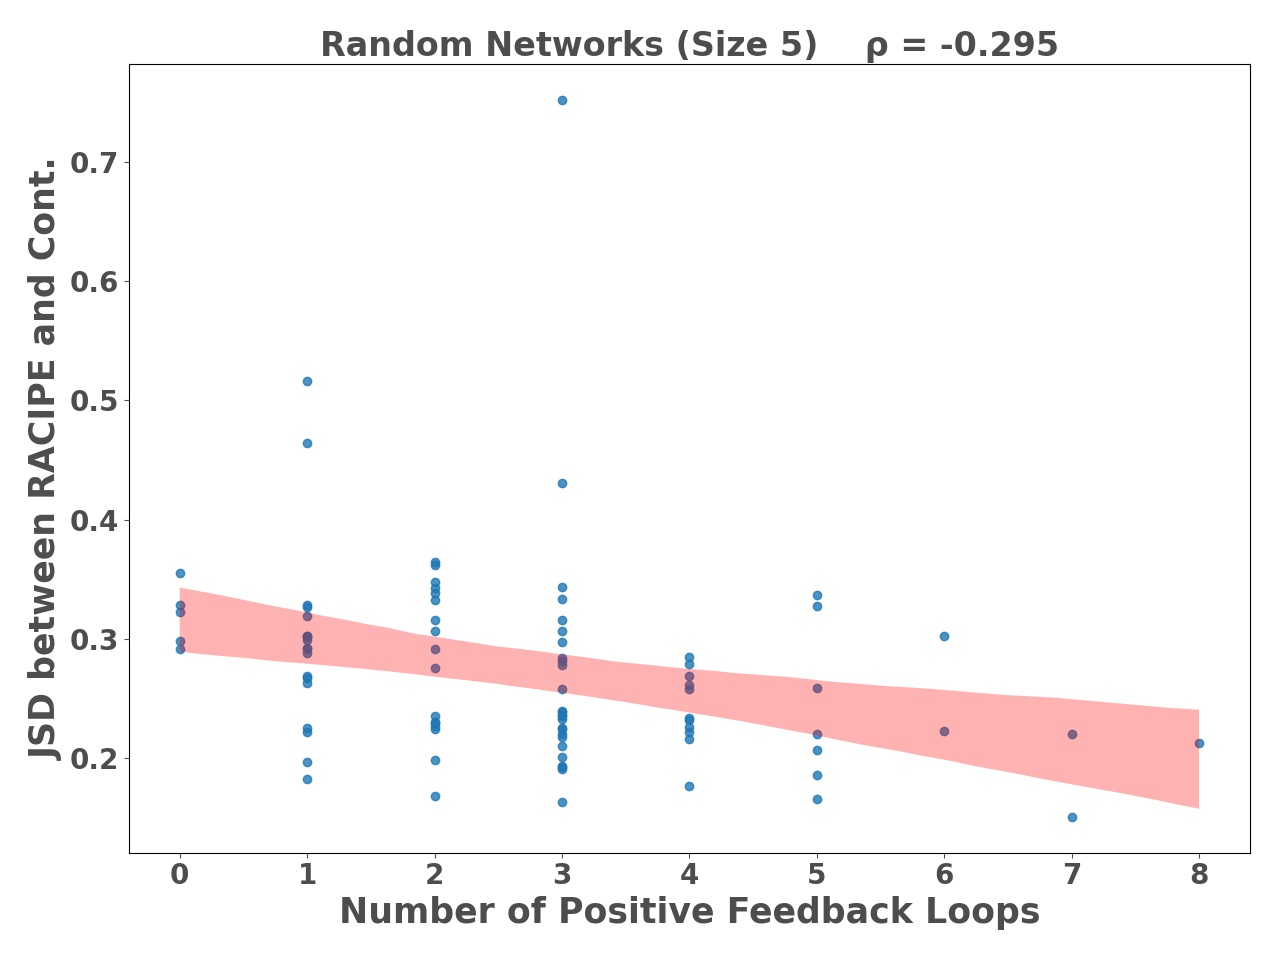 Random Networks (Size 5) ρ = -0.295
JSD between RACIPE and Cont.
0.7
0.6
0.5
0.4
0.3
0.2
0 1 2 3 4 5 6 7 8
Number of Positive Feedback Loops